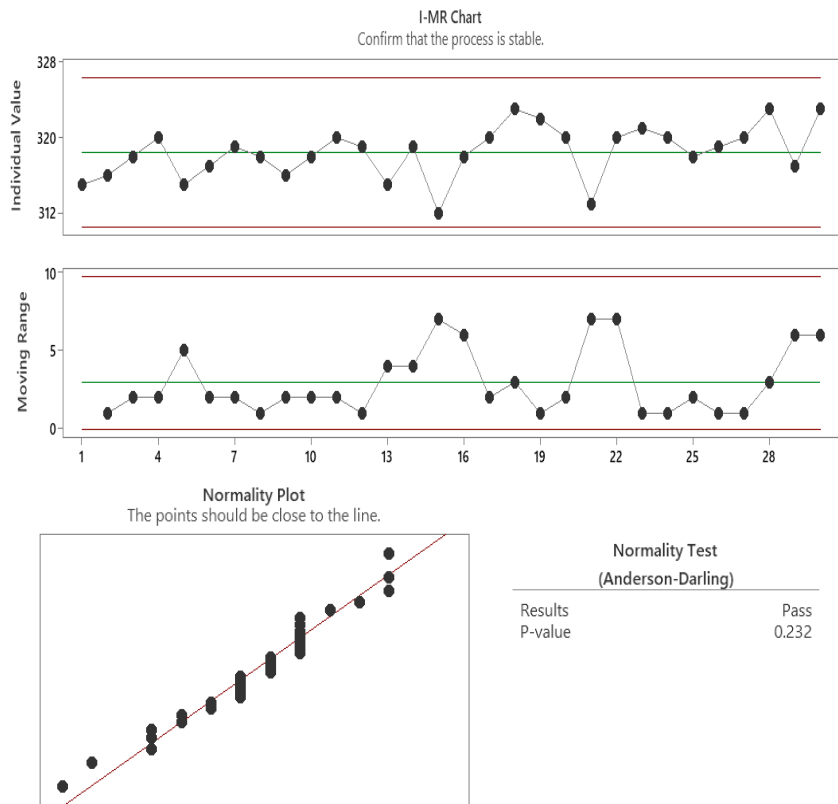 I-MR Chart
Confirm that the process is stable.
Individual Value
328
320
312
Moving Range
10
5
0
1 4 7 10 13 16 19 22 25 28
Normality Plot
The points should be close to the line.
Normality Test
(Anderson-Darling)
Results Pass
P-value 0.232